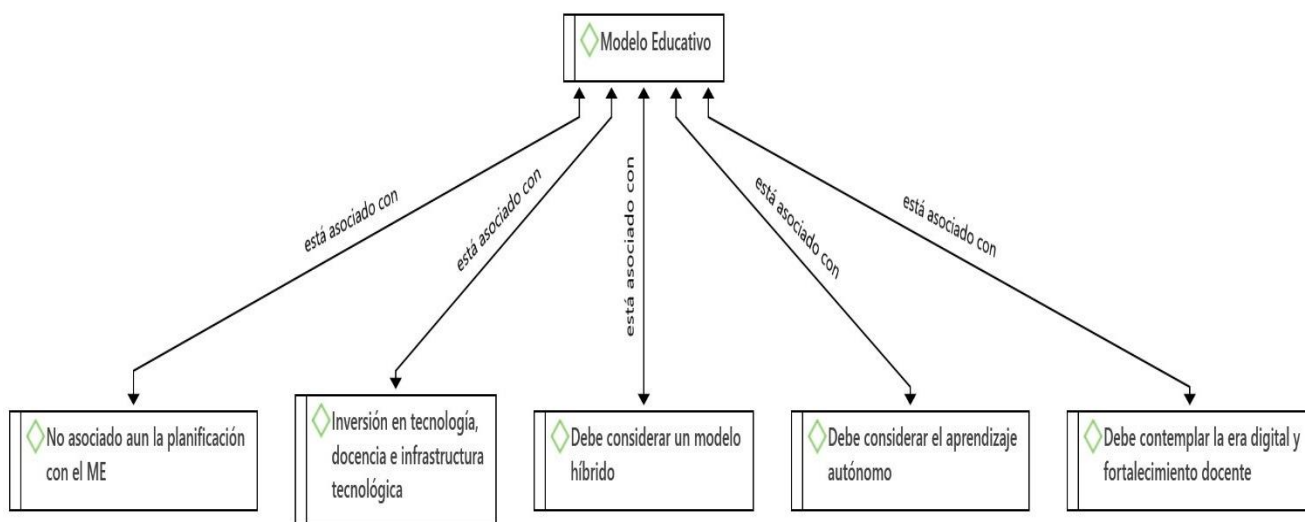 Modelo Educativo
está asociado con
está asociado con
está asociado con
está asociado con
está asociado con
No asociado aun la planificación
con el ME
Inversión en tecnología,
docencia e infrastructura
tecnológica
Debe considerar un modelo
híbrido
Debe considerar el aprendizaje
autónomo
Debe contemplar la era digital y
fortalecimiento docente